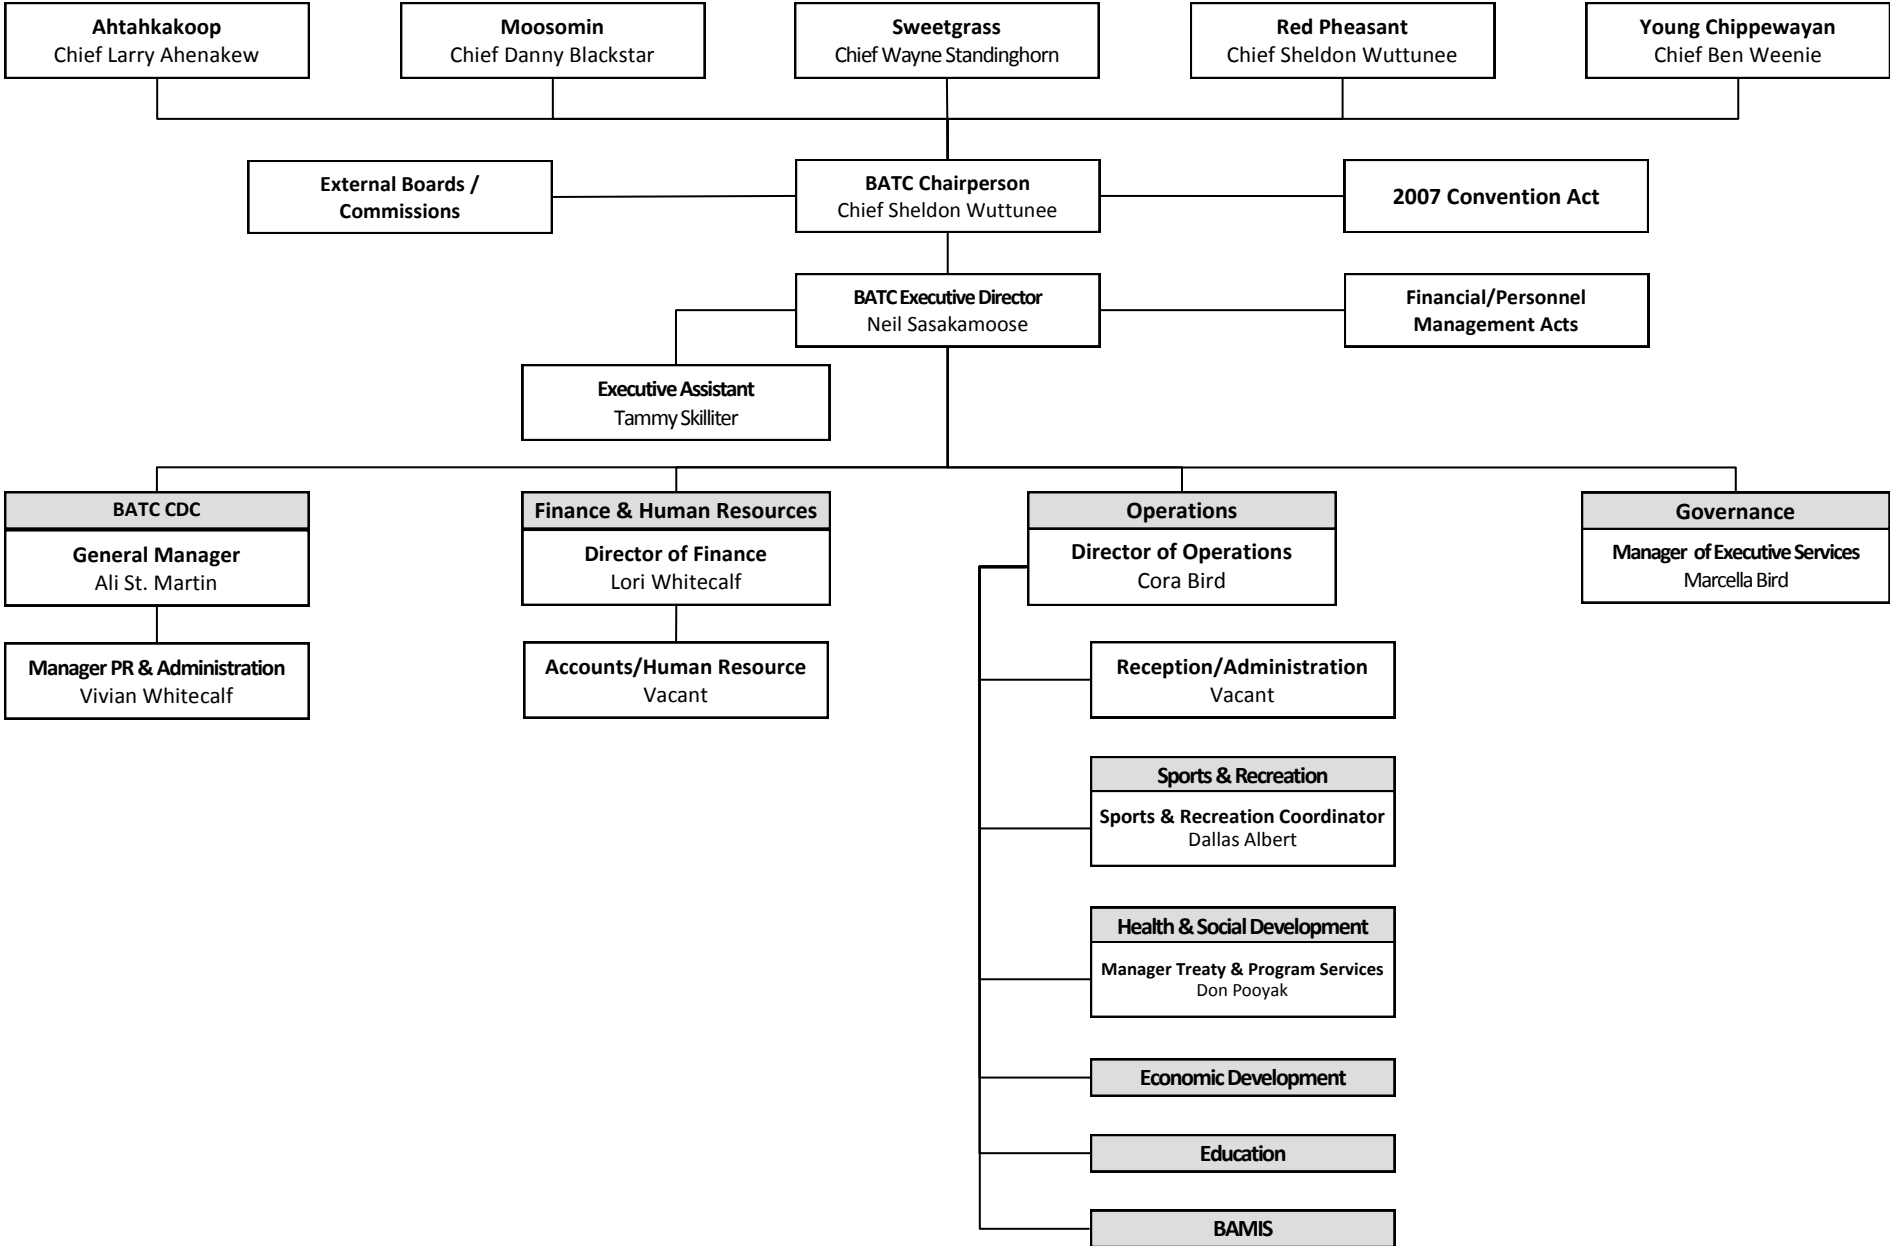 Ahtahkakoop
Chief Larry Ahenakew
Moosomin
Chief Danny Blackstar
Sweetgrass
Chief Wayne Standinghorn
Red Pheasant
Chief Sheldon Wuttunee
Young Chippewayan
Chief Ben Weenie
External Boards /
Commissions
BATC Chairperson
Chief Sheldon Wuttunee
2007 Convention Act
BATC Executive Director
Neil Sasakamoose
Financial/Personnel
Management Acts
Executive Assistant
Tammy Skilliter
BATC CDC
General Manager
Ali St. Martin
Manager PR & Administration
Vivian Whitecalf
Finance & Human Resources
Director of Finance
Lori Whitecalf
Accounts/Human Resource
Vacant
Operations
Director of Operations
Cora Bird
Reception/Administration
Vacant
Sports & Recreation
Sports & Recreation Coordinator
Dallas Albert
Health & Social Development
Manager Treaty & Program Services
Don Pooyak
Economic Development
Education
BAMIS
Governance
Manager of Executive Services
Marcella Bird